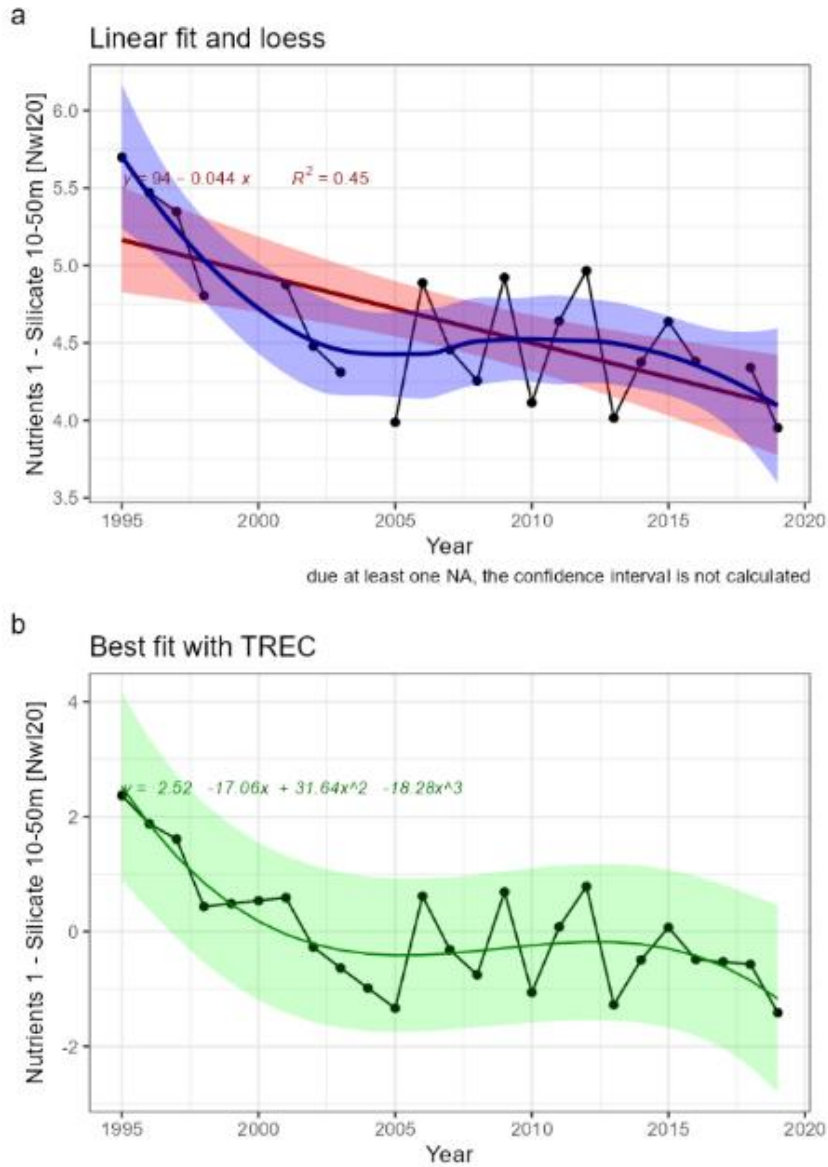 a
Linear fit and loess
Nutrients 1 - Silicate 10-50m [NwI20]
6.0
5.5
5.0
4.5
4.0
3.5
y = 94 − 0.044 x R² = 0.45
1995 2000 2005 2010 2015 2020
Year
due at least one NA, the confidence interval is not calculated
b
Best fit with TREC
Nutrients 1 - Silicate 10-50m [NwI20]
4
2
0
-2
y = 2.52 -17.06x + 31.64x^2 -18.28x^3
1995 2000 2005 2010 2015 2020
Year